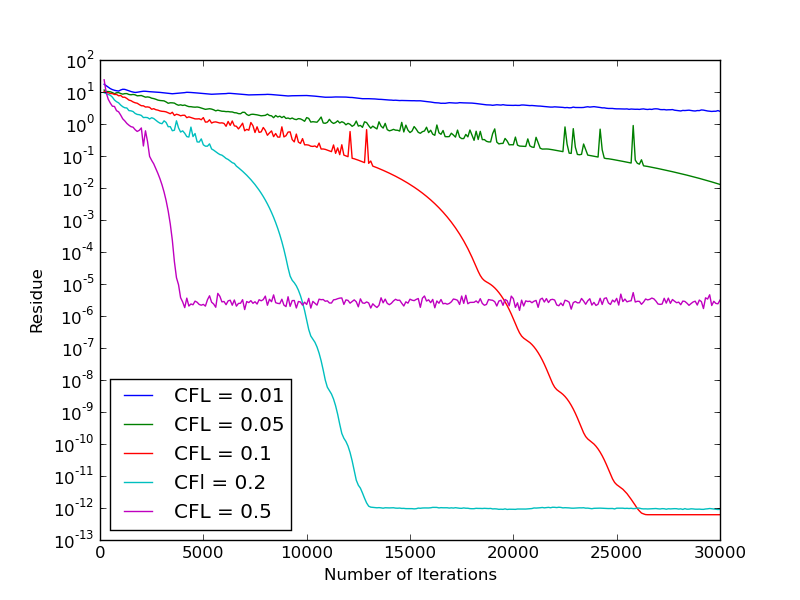 10^2
10^1
10^0
10^-1
10^-2
10^-3
10^-4
10^-5
10^-6
10^-7
10^-8
10^-9
10^-10
10^-11
10^-12
10^-13
Residue
CFL = 0.01
CFL = 0.05
CFL = 0.1
CFl = 0.2
CFL = 0.5
0 5000 10000 15000 20000 25000 30000
Number of Iterations